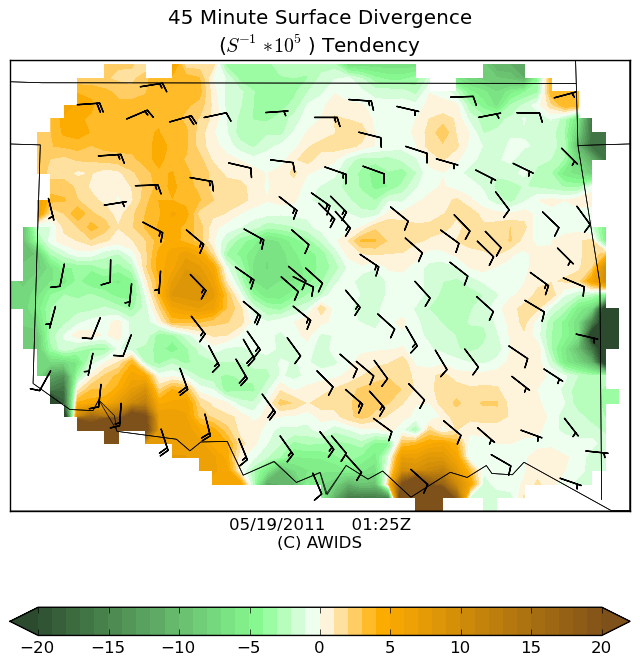 45 Minute Surface Divergence
(S⁻¹ ∗10⁵ ) Tendency
05/19/2011 01:25Z
(C) AWIDS
−20 −15 −10 −5 0 5 10 15 20